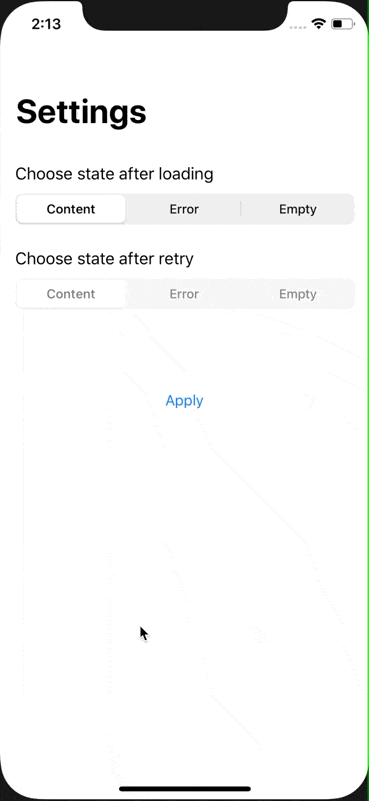 2:13
Settings
Choose state after loading
Content Error Empty
Choose state after retry
Content Error Empty
Apply